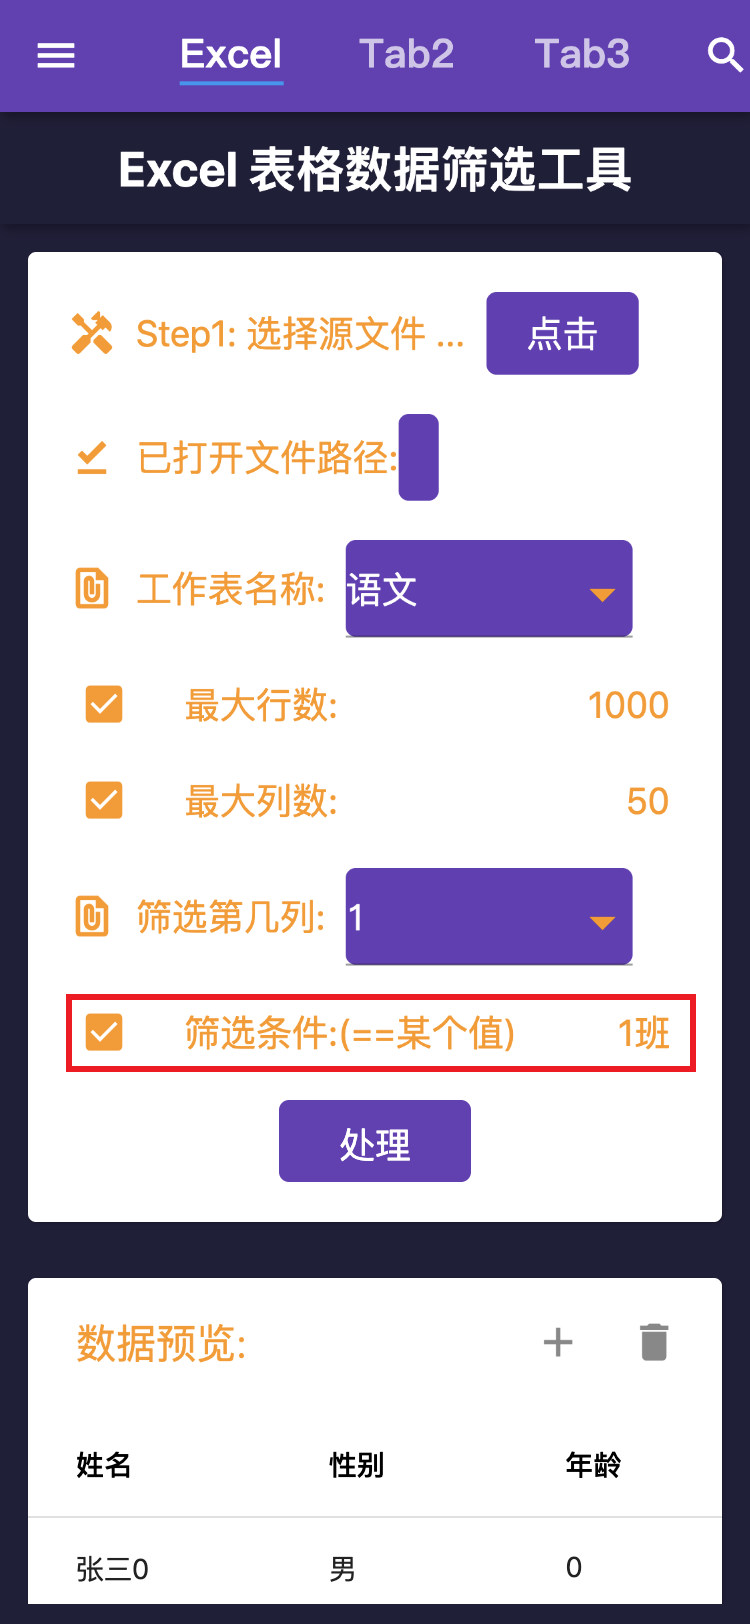 Excel Tab2 Tab3
Excel 表格数据筛选工具
Step1: 选择源文件 ... 点击
已打开文件路径:
工作表名称: 语文
最大行数: 1000
最大列数: 50
筛选第几列: 1
筛选条件:(==某个值) 1班
处理
数据预览:
姓名 性别 年龄
张三0 男 0